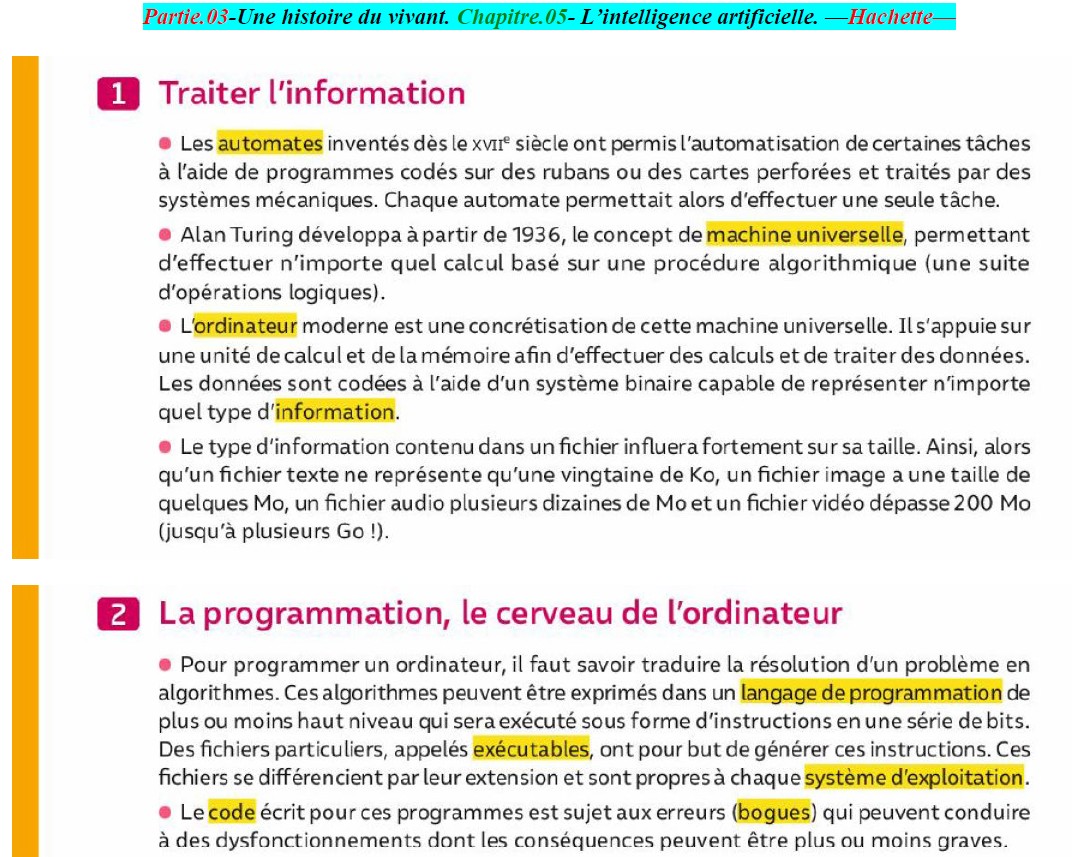 Partie.03-Une histoire du vivant. Chapitre.05- L’intelligence artificielle. —Hachette—
1 Traiter l’information
• Les automates inventés dès le XVIIe siècle ont permis l’automatisation de certaines tâches
à l’aide de programmes codés sur des rubans ou des cartes perforées et traités par des
systèmes mécaniques. Chaque automate permettait alors d’effectuer une seule tâche.
• Alan Turing développa à partir de 1936, le concept de machine universelle, permettant
d’effectuer n’importe quel calcul basé sur une procédure algorithmique (une suite
d’opérations logiques).
• L’ordinateur moderne est une concrétisation de cette machine universelle. Il s’appuie sur
une unité de calcul et de la mémoire afin d’effectuer des calculs et de traiter des données.
Les données sont codées à l’aide d’un système binaire capable de représenter n’importe
quel type d’information.
• Le type d’information contenu dans un fichier influera fortement sur sa taille. Ainsi, alors
qu’un fichier texte ne représente qu’une vingtaine de Ko, un fichier image a une taille de
quelques Mo, un fichier audio plusieurs dizaines de Mo et un fichier vidéo dépasse 200 Mo
(jusqu’à plusieurs Go !).
2 La programmation, le cerveau de l’ordinateur
• Pour programmer un ordinateur, il faut savoir traduire la résolution d’un problème en
algorithmes. Ces algorithmes peuvent être exprimés dans un langage de programmation de
plus ou moins haut niveau qui sera exécuté sous forme d’instructions en une série de bits.
Des fichiers particuliers, appelés exécutables, ont pour but de générer ces instructions. Ces
fichiers se différencient par leur extension et sont propres à chaque système d’exploitation.
• Le code écrit pour ces programmes est sujet aux erreurs (bogues) qui peuvent conduire
à des dysfonctionnements dont les conséquences peuvent être plus ou moins graves.